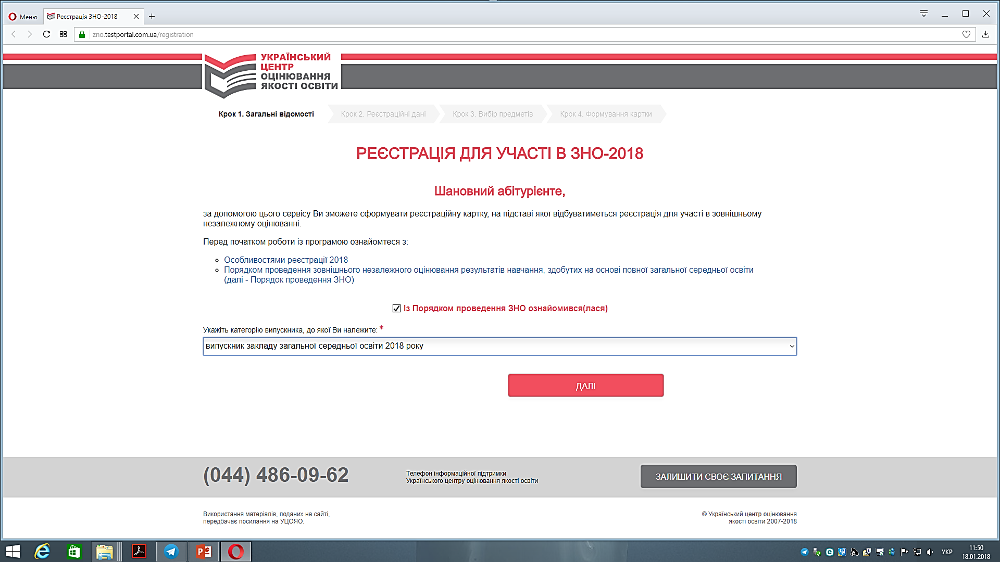 Меню
Реєстрація ЗНО-2018
zno.testportal.com.ua/registration
УКРАЇНСЬКИЙ
ЦЕНТР
ОЦІНЮВАННЯ
ЯКОСТІ ОСВІТИ
Крок 1. Загальні відомості
Крок 2. Реєстраційні дані
Крок 3. Вибір предметів
Крок 4. Формування картки
РЕЄСТРАЦІЯ ДЛЯ УЧАСТІ В ЗНО-2018
Шановний абітурієнте,
за допомогою цього сервісу Ви зможете сформувати реєстраційну картку, на підставі якої відбуватиметься реєстрація для участі в зовнішньому
незалежному оцінюванні.
Перед початком роботи із програмою ознайомтеся з:
Особливостями реєстрації 2018
Порядком проведення зовнішнього незалежного оцінювання результатів навчання, здобутих на основі повної загальної середньої освіти
(далі - Порядок проведення ЗНО)
Із Порядком проведення ЗНО ознайомився(лася)
Укажіть категорію випускника, до якої Ви належите: *
випускник закладу загальної середньої освіти 2018 року
ДАЛІ
(044) 486-09-62
Телефон інформаційної підтримки
Українського центру оцінювання якості освіти
ЗАЛИШИТИ СВОЄ ЗАПИТАННЯ
Використання матеріалів, поданих на сайті,
передбачає посилання на УЦОЯО.
© Український центр оцінювання
якості освіти 2007-2018
УКР
11:50
18.01.2018